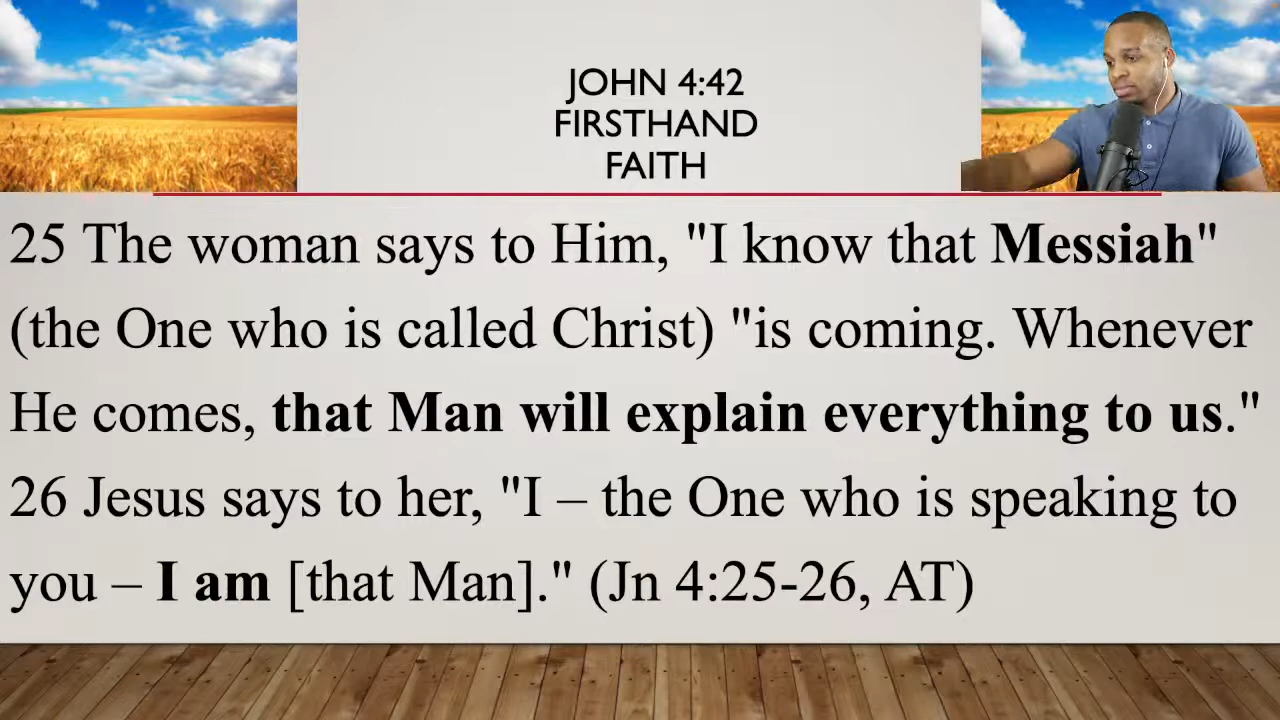 JOHN 4:42
FIRSTHAND
FAITH
25 The woman says to Him, "I know that Messiah"
(the One who is called Christ) "is coming. Whenever
He comes, that Man will explain everything to us."
26 Jesus says to her, "I – the One who is speaking to
you – I am [that Man]." (Jn 4:25-26, AT)